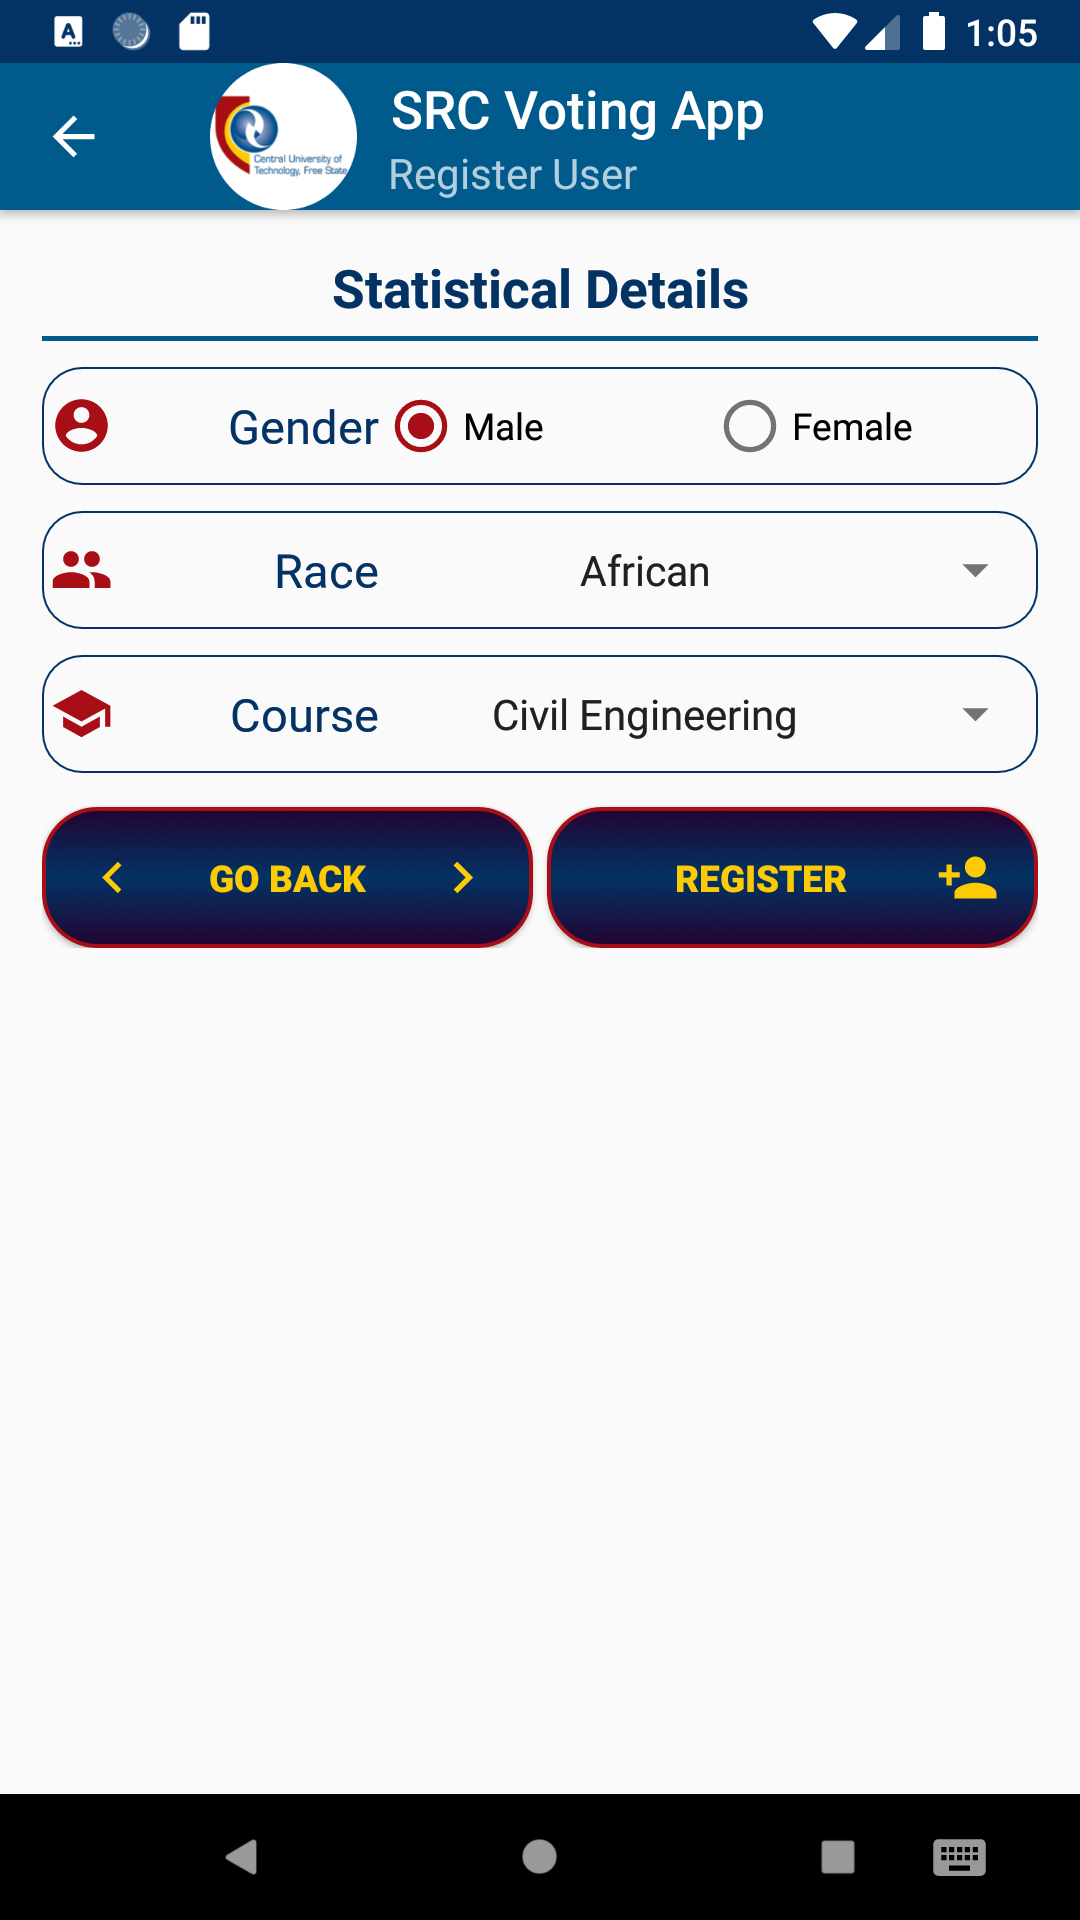 1:05
SRC Voting App
Central University of
Technology, Free State
Register User
Statistical Details
Gender Male Female
Race African
Course Civil Engineering
GO BACK REGISTER